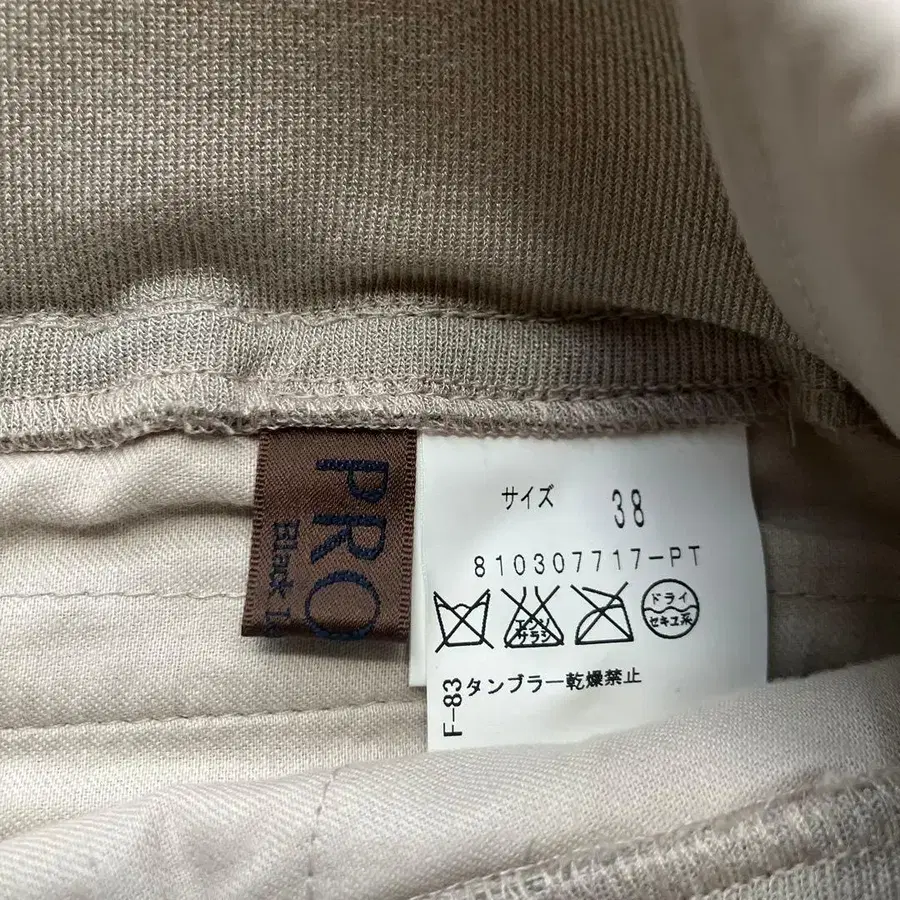 PRO
Black
サイズ 38
810307717-PT
エンソ
サラシ
ドライ
セキユ系
タンブラー乾燥禁止
F-83